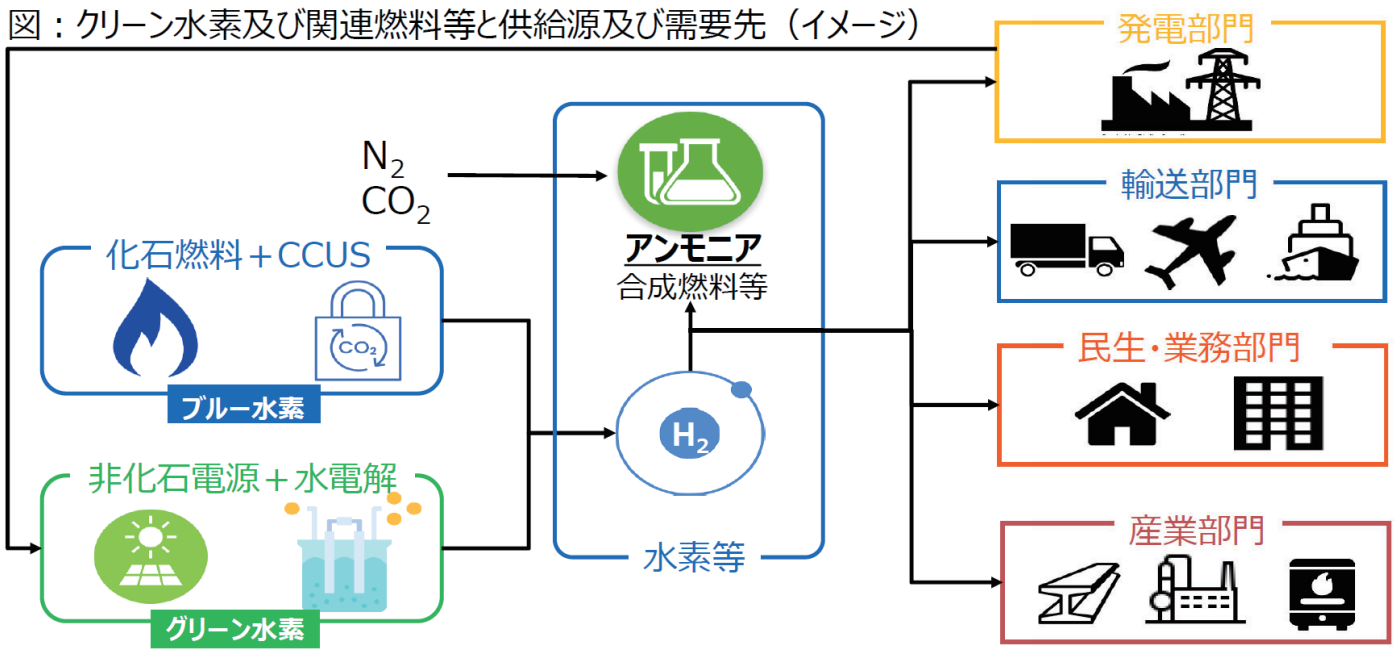 図：クリーン水素及び関連燃料等と供給源及び需要先（イメージ）
発電部門
N2
CO2
アンモニア
合成燃料等
輸送部門
化石燃料＋CCUS
CO2
ブルー水素
民生・業務部門
H2
非化石電源＋水電解
グリーン水素
水素等
産業部門